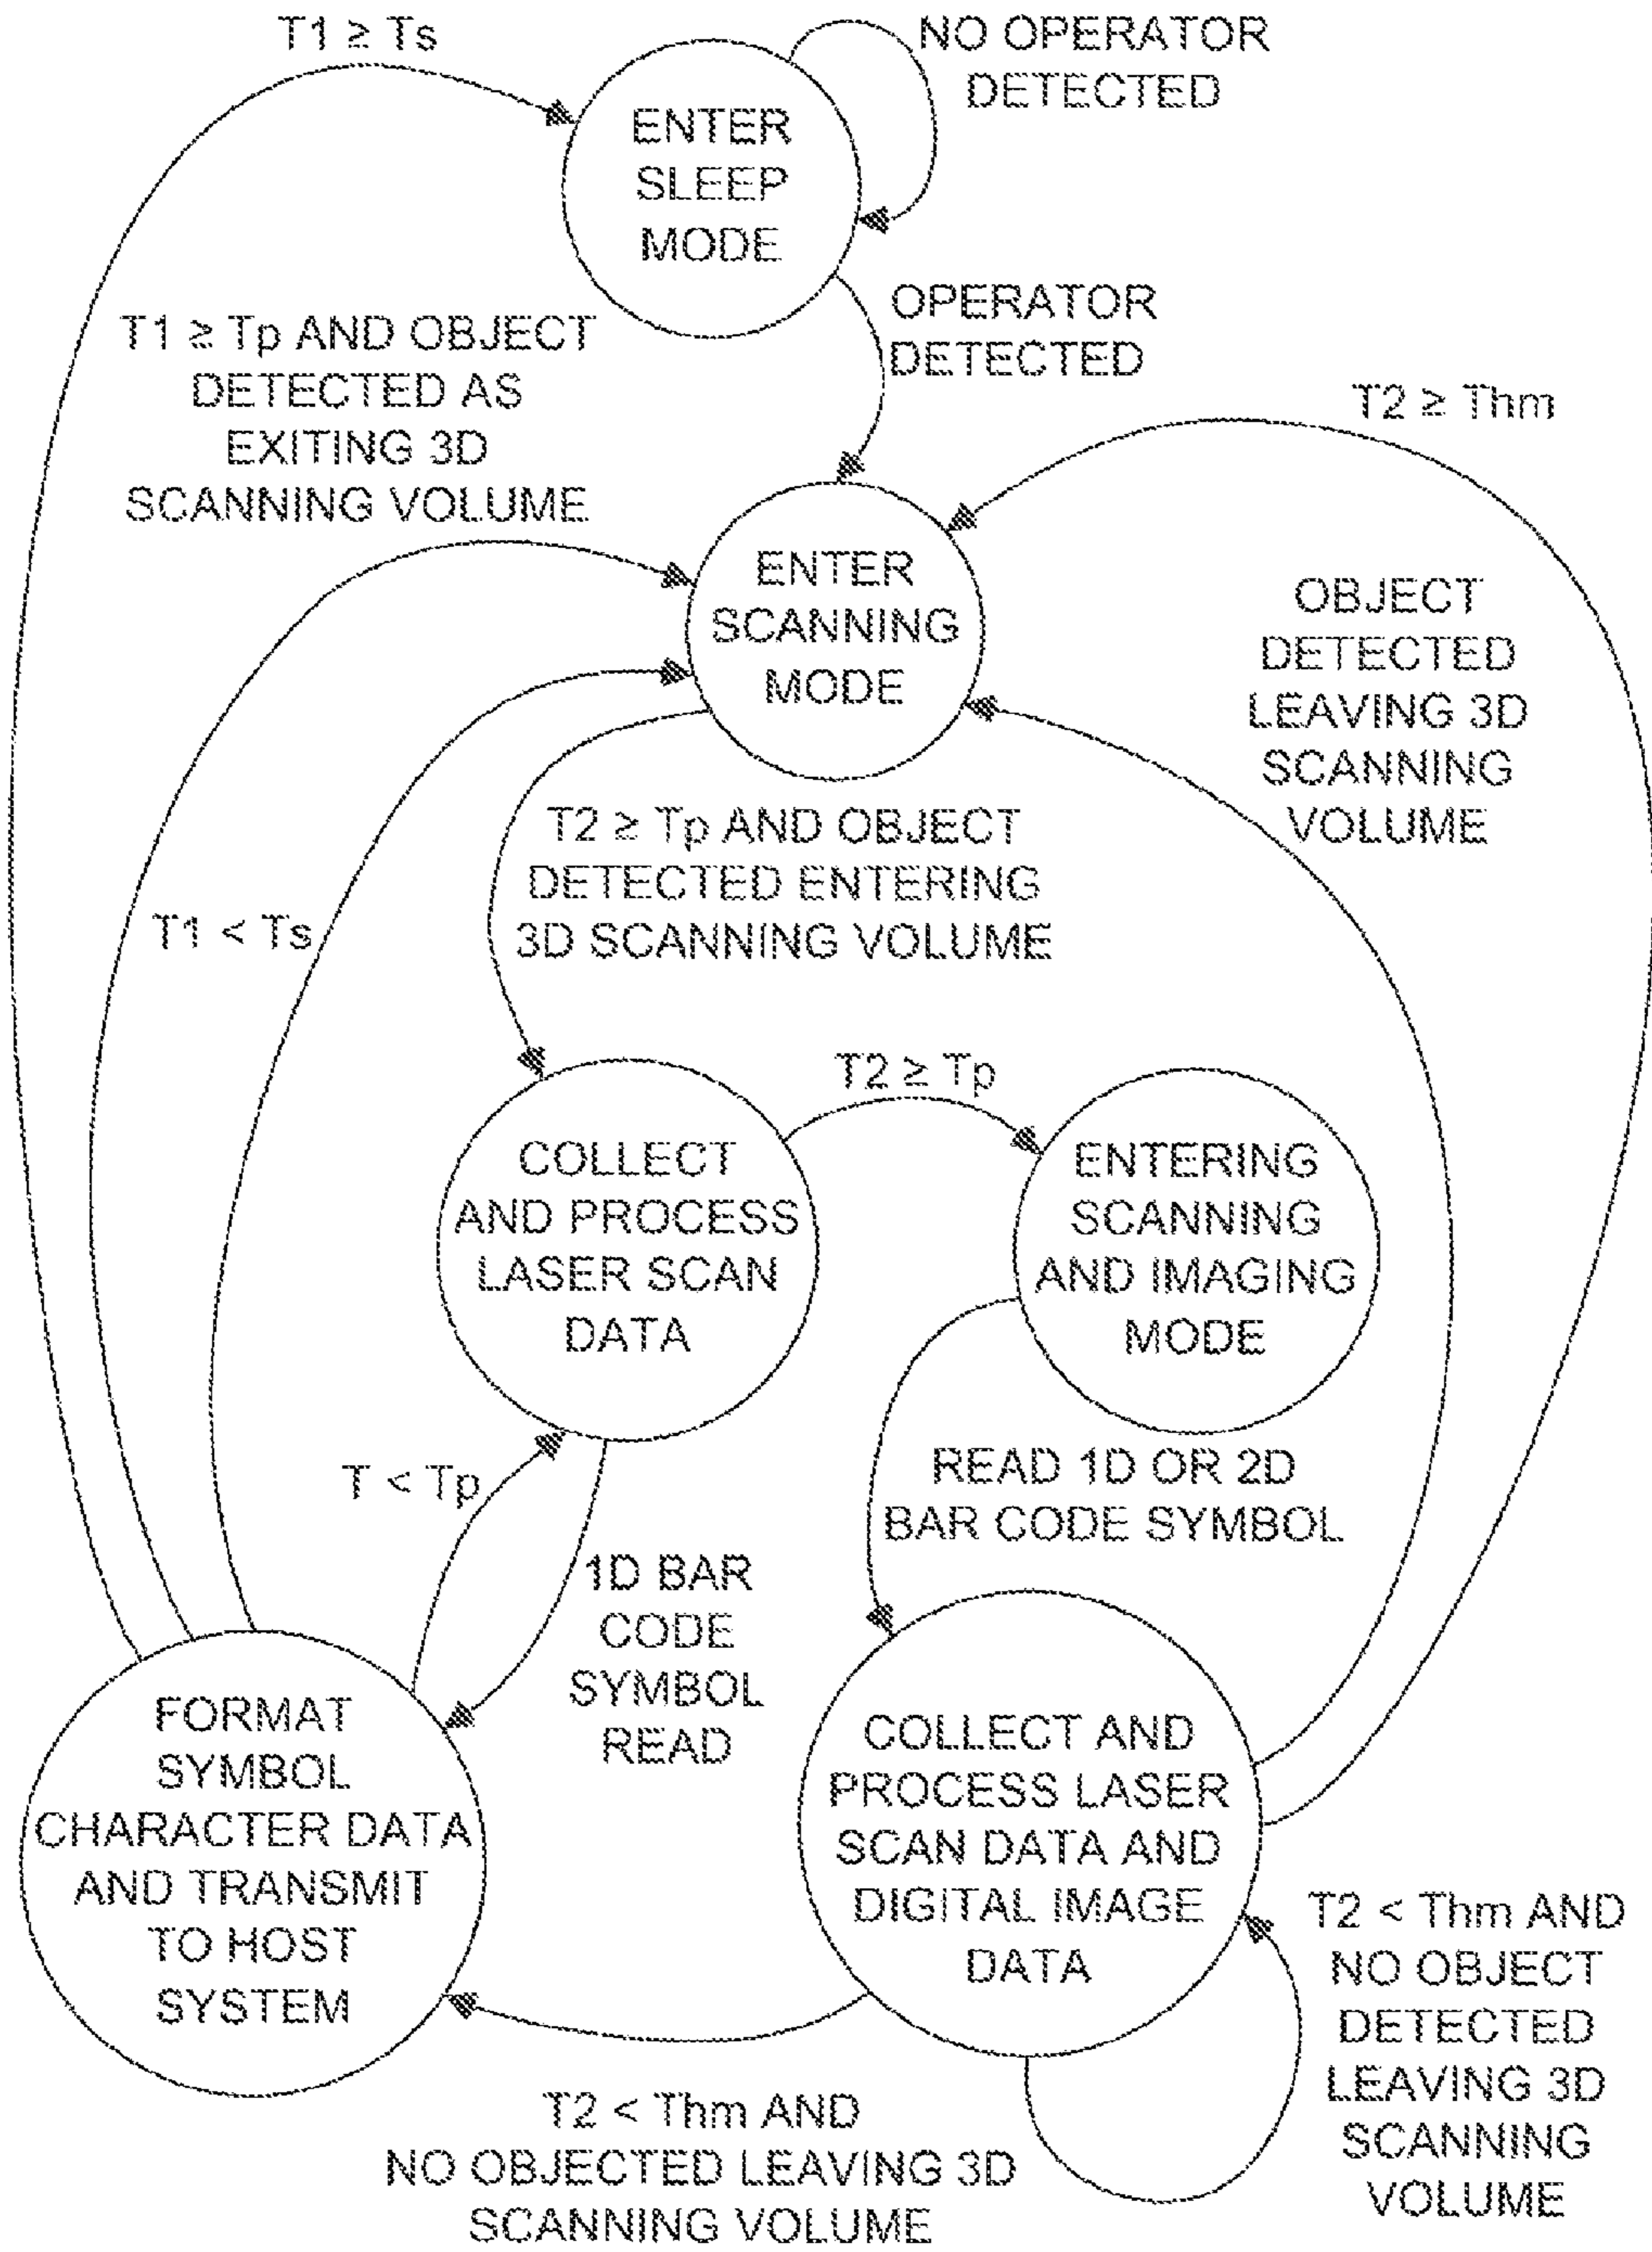 T1 ≥ Ts
NO OPERATOR
DETECTED
ENTER
SLEEP
MODE
OPERATOR
DETECTED
T1 ≥ Tp AND OBJECT
DETECTED AS
EXITING 3D
SCANNING VOLUME
T2 ≥ Thm
ENTER
SCANNING
MODE
OBJECT
DETECTED
LEAVING 3D
SCANNING
VOLUME
T2 ≥ Tp AND OBJECT
DETECTED ENTERING
3D SCANNING VOLUME
T1 < Ts
T2 ≥ Tp
COLLECT
AND PROCESS
LASER SCAN
DATA
ENTERING
SCANNING
AND IMAGING
MODE
T < Tp
READ 1D OR 2D
BAR CODE SYMBOL
1D BAR
CODE
SYMBOL
READ
FORMAT
SYMBOL
CHARACTER DATA
AND TRANSMIT
TO HOST
SYSTEM
COLLECT AND
PROCESS LASER
SCAN DATA AND
DIGITAL IMAGE
DATA
T2 < Thm AND
NO OBJECT
DETECTED
LEAVING 3D
SCANNING
VOLUME
T2 < Thm AND
NO OBJECTED LEAVING 3D
SCANNING VOLUME